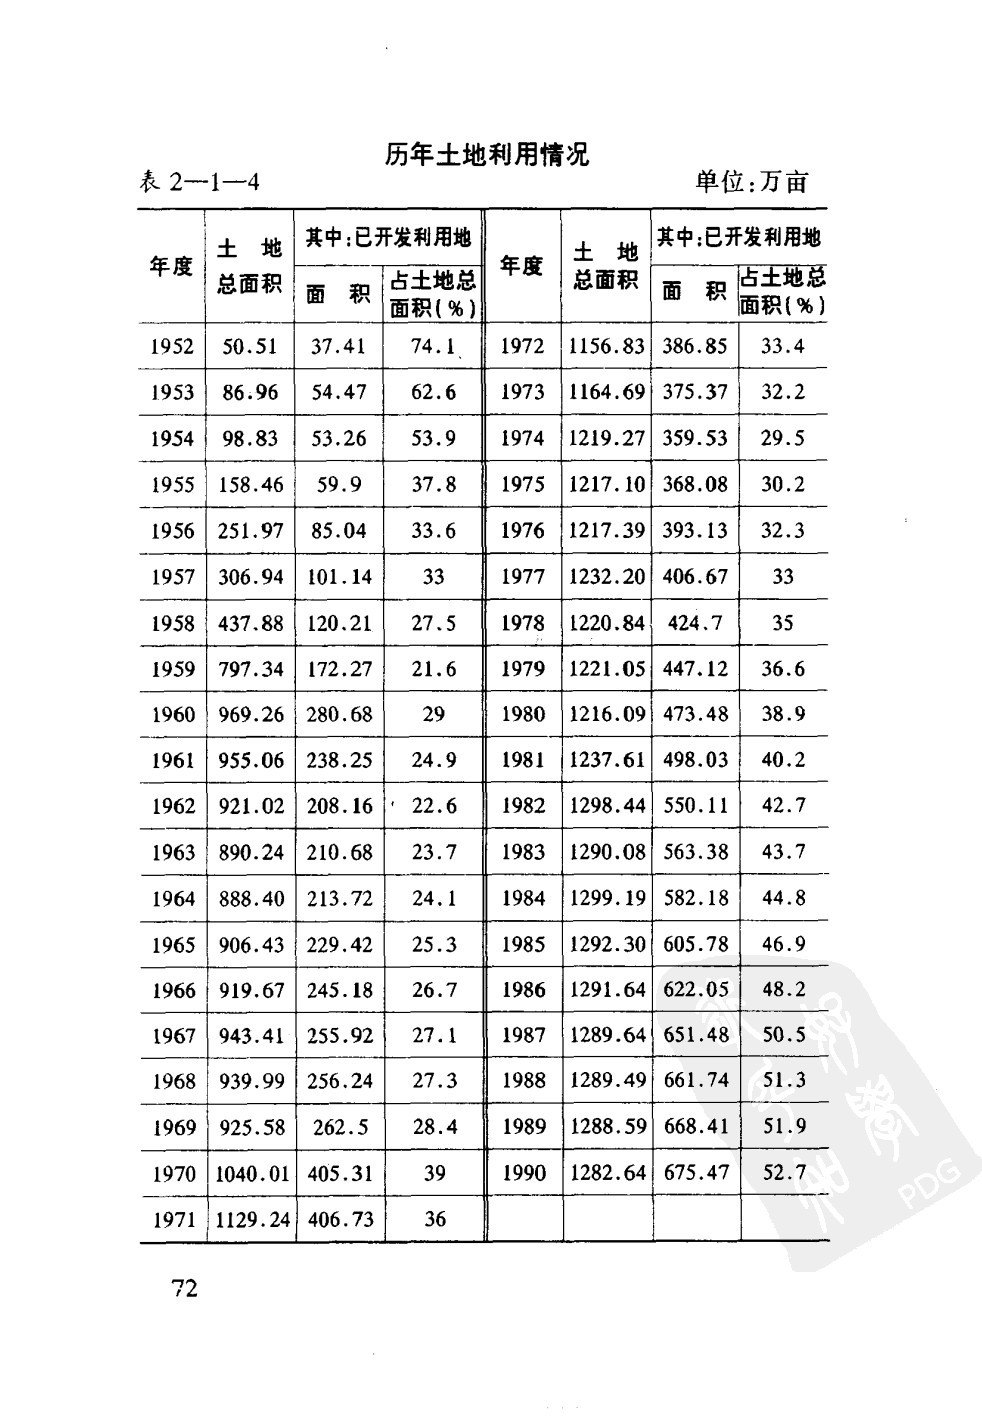 历年土地利用情况
表 2—1—4 单位:万亩
年度 土地总面积 其中:已开发利用地 年度 土地总面积 其中:已开发利用地
面积 占土地总面积(%) 面积 占土地总面积(%)
1952 50.51 37.41 74.1 1972 1156.83 386.85 33.4
1953 86.96 54.47 62.6 1973 1164.69 375.37 32.2
1954 98.83 53.26 53.9 1974 1219.27 359.53 29.5
1955 158.46 59.9 37.8 1975 1217.10 368.08 30.2
1956 251.97 85.04 33.6 1976 1217.39 393.13 32.3
1957 306.94 101.14 33 1977 1232.20 406.67 33
1958 437.88 120.21 27.5 1978 1220.84 424.7 35
1959 797.34 172.27 21.6 1979 1221.05 447.12 36.6
1960 969.26 280.68 29 1980 1216.09 473.48 38.9
1961 955.06 238.25 24.9 1981 1237.61 498.03 40.2
1962 921.02 208.16 22.6 1982 1298.44 550.11 42.7
1963 890.24 210.68 23.7 1983 1290.08 563.38 43.7
1964 888.40 213.72 24.1 1984 1299.19 582.18 44.8
1965 906.43 229.42 25.3 1985 1292.30 605.78 46.9
1966 919.67 245.18 26.7 1986 1291.64 622.05 48.2
1967 943.41 255.92 27.1 1987 1289.64 651.48 50.5
1968 939.99 256.24 27.3 1988 1289.49 661.74 51.3
1969 925.58 262.5 28.4 1989 1288.59 668.41 51.9
1970 1040.01 405.31 39 1990 1282.64 675.47 52.7
1971 1129.24 406.73 36
PDG
72